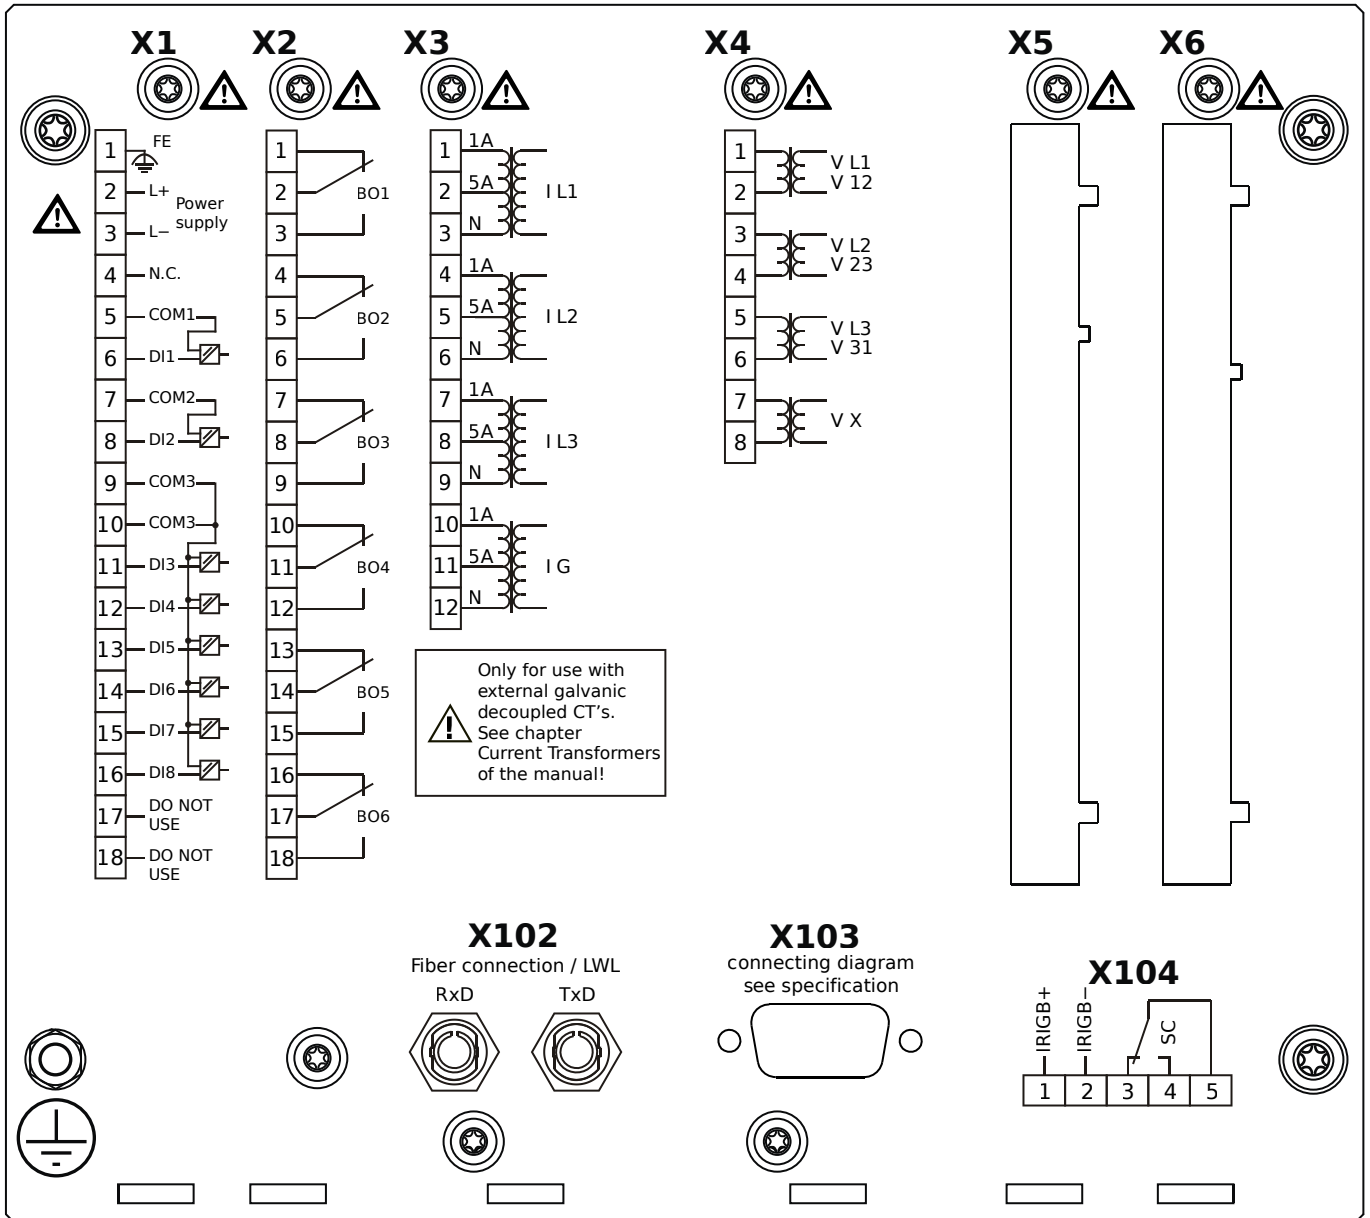 X1
X2
X3
X4
X5
X6
1 FE
2 L+
Power
supply
3 L−
4 N.C.
5 COM1
6 DI1
7 COM2
8 DI2
9 COM3
10 COM3
11 DI3
12 DI4
13 DI5
14 DI6
15 DI7
16 DI8
17 DO NOT
USE
18 DO NOT
USE
1
2 BO1
3
4
5 BO2
6
7
8 BO3
9
10
11 BO4
12
13
14 BO5
15
16
17 BO6
18
1 1A
2 5A I L1
3 N
4 1A
5 5A I L2
6 N
7 1A
8 5A I L3
9 N
10 1A
11 5A I G
12 N
Only for use with
external galvanic
decoupled CT's.
See chapter
Current Transformers
of the manual!
1 V L1
2 V 12
3 V L2
4 V 23
5 V L3
6 V 31
7 V X
8
X102
Fiber connection / LWL
RxD TxD
X103
connecting diagram
see specification
X104
IRIGB+
IRIGB−
SC
1 2 3 4 5